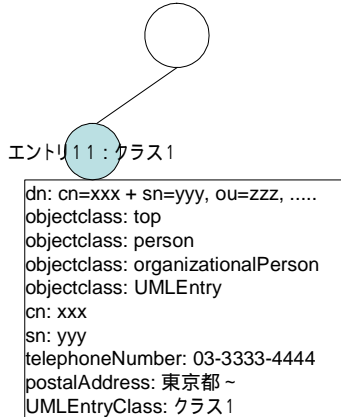 エントリ11：クラス1
dn: cn=xxx + sn=yyy, ou=zzz, .....
objectclass: top
objectclass: person
objectclass: organizationalPerson
objectclass: UMLEntry
cn: xxx
sn: yyy
telephoneNumber: 03-3333-4444
postalAddress: 東京都~
UMLEntryClass: クラス1